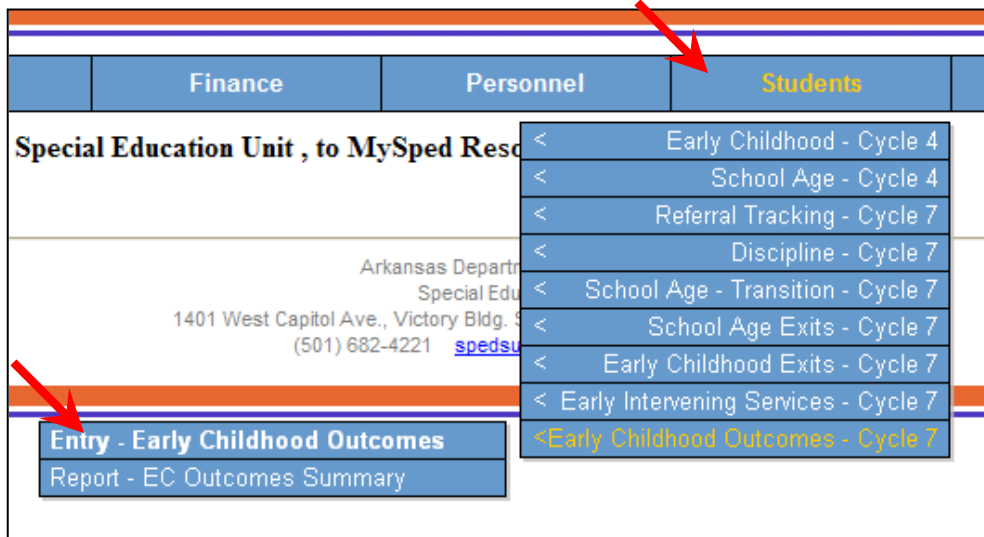 Finance Personnel Students
Special Education Unit , to MySped
< Early Childhood - Cycle 4
< School Age - Cycle 4
< Referral Tracking - Cycle 7
< Discipline - Cycle 7
< School Age - Transition - Cycle 7
< School Age Exits - Cycle 7
< Early Childhood Exits - Cycle 7
< Early Intervening Services - Cycle 7
<Early Childhood Outcomes - Cycle 7
Arkansas
Special
1401 West Capitol Ave., Victory Bldg.
(501) 682-4221
Entry - Early Childhood Outcomes
Report - EC Outcomes Summary